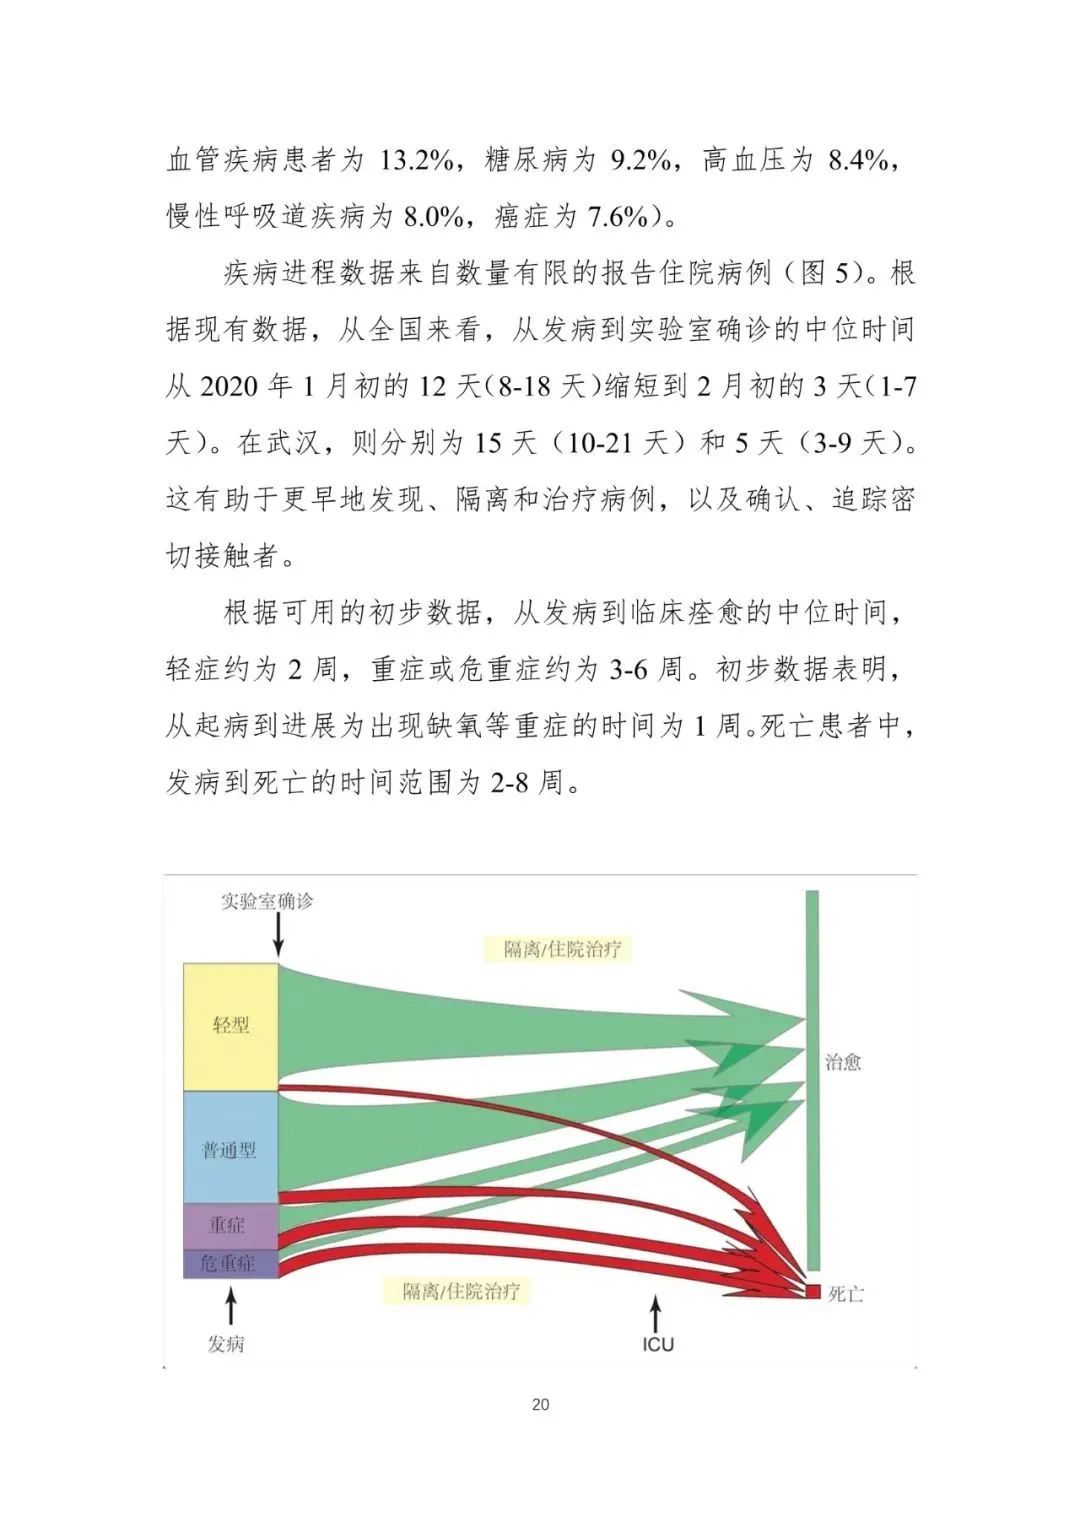 血管疾病患者为 13.2%，糖尿病为 9.2%，高血压为 8.4%，
慢性呼吸道疾病为 8.0%，癌症为 7.6%）。
疾病进程数据来自数量有限的报告住院病例（图 5）。根
据现有数据，从全国来看，从发病到实验室确诊的中位时间
从 2020 年 1 月初的 12 天（8-18 天）缩短到 2 月初的 3 天（1-7
天）。在武汉，则分别为 15 天（10-21 天）和 5 天（3-9 天）。
这有助于更早地发现、隔离和治疗病例，以及确认、追踪密
切接触者。
根据可用的初步数据，从发病到临床痊愈的中位时间，
轻症约为 2 周，重症或危重症约为 3-6 周。初步数据表明，
从起病到进展为出现缺氧等重症的时间为 1 周。死亡患者中，
发病到死亡的时间范围为 2-8 周。
实验室确诊
隔离/住院治疗
轻型
治愈
普通型
重症
危重症
隔离/住院治疗
死亡
发病
ICU
20